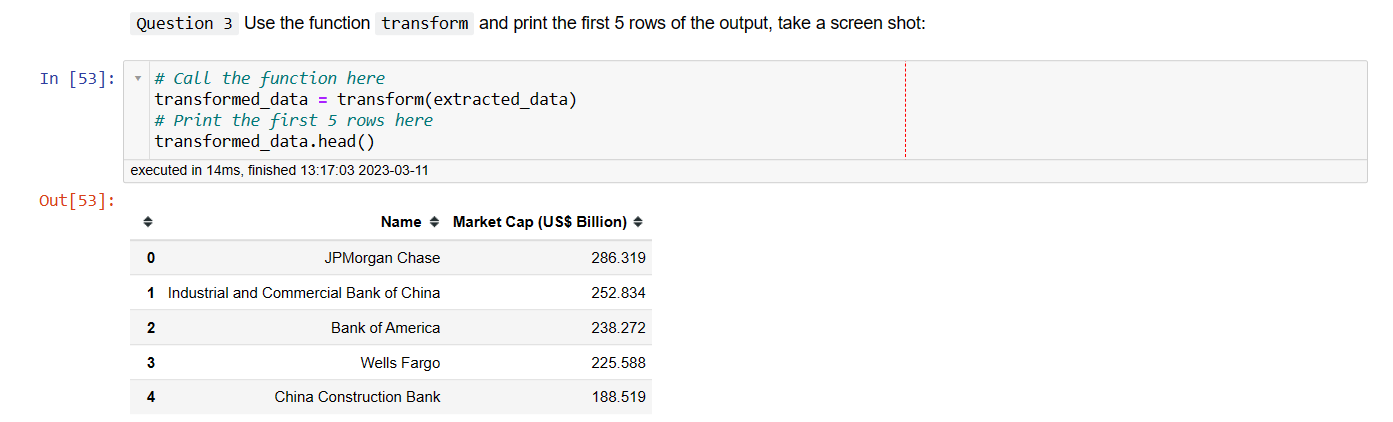 Question 3 Use the function transform and print the first 5 rows of the output, take a screen shot:
In [53]:
# Call the function here
transformed_data = transform(extracted_data)
# Print the first 5 rows here
transformed_data.head()
executed in 14ms, finished 13:17:03 2023-03-11
Out[53]:
Name Market Cap (US$ Billion)
0 JPMorgan Chase 286.319
1 Industrial and Commercial Bank of China 252.834
2 Bank of America 238.272
3 Wells Fargo 225.588
4 China Construction Bank 188.519